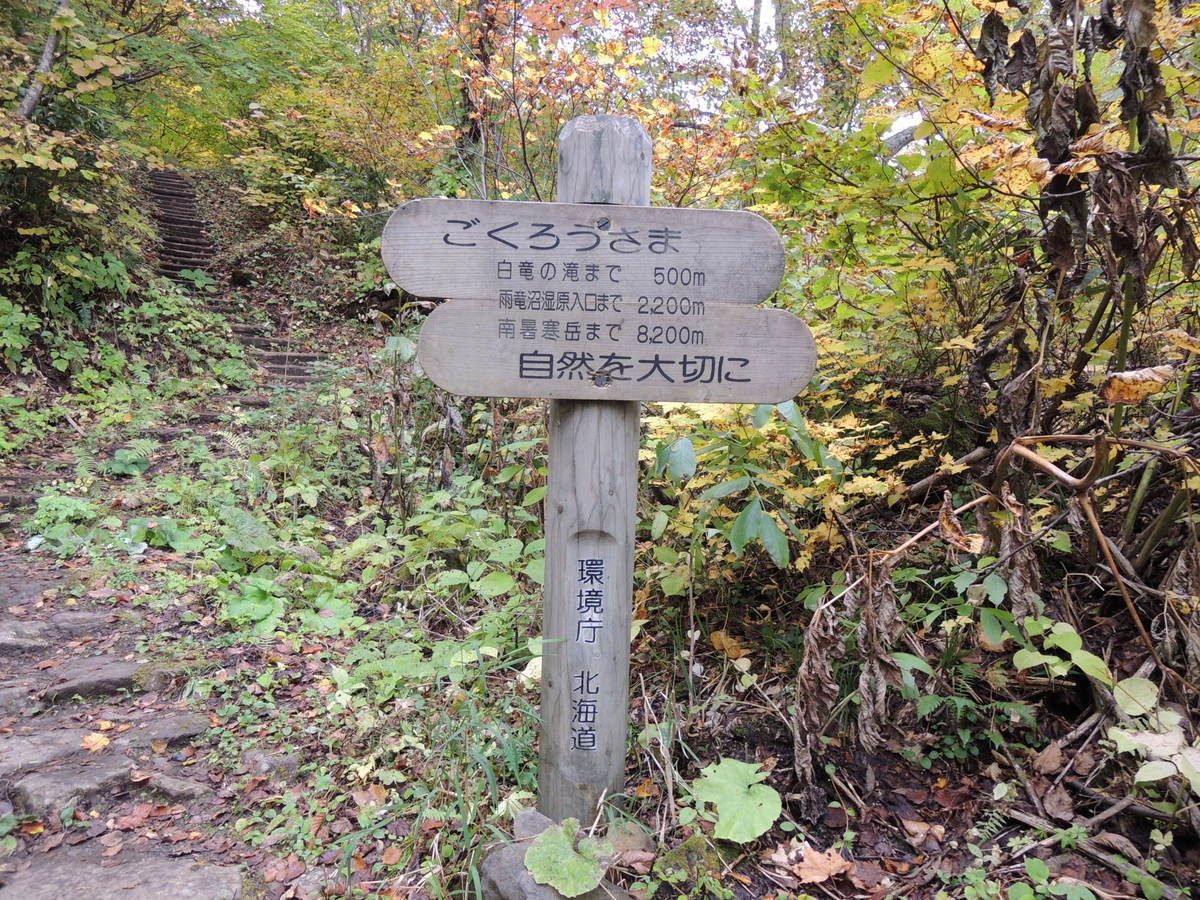 ごくろうさま
白竜の滝まで 500m
雨竜沼湿原入口まで 2,200m
南暑寒岳まで 8,200m
自然を大切に
環境庁 北海道